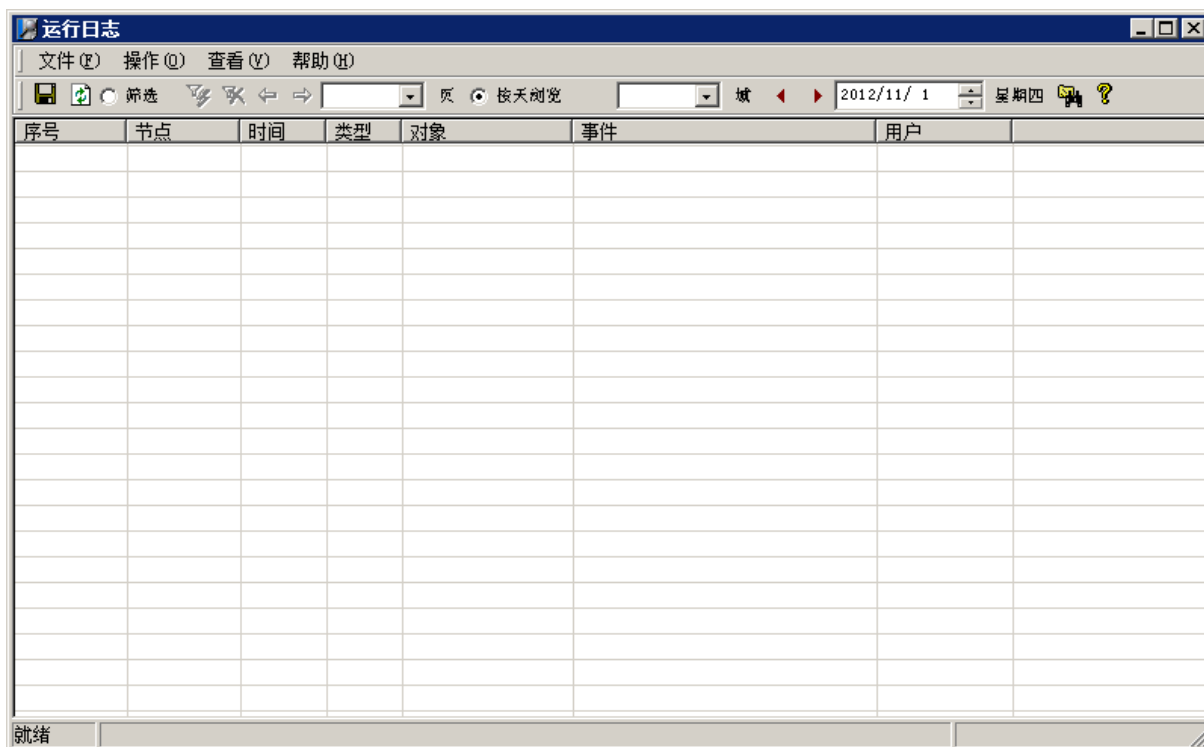 运行日志
文件(F) 操作(O) 查看(V) 帮助(H)
筛选 页 按天浏览 域 2012/11/ 1 星期四
序号 节点 时间 类型 对象 事件 用户
就绪